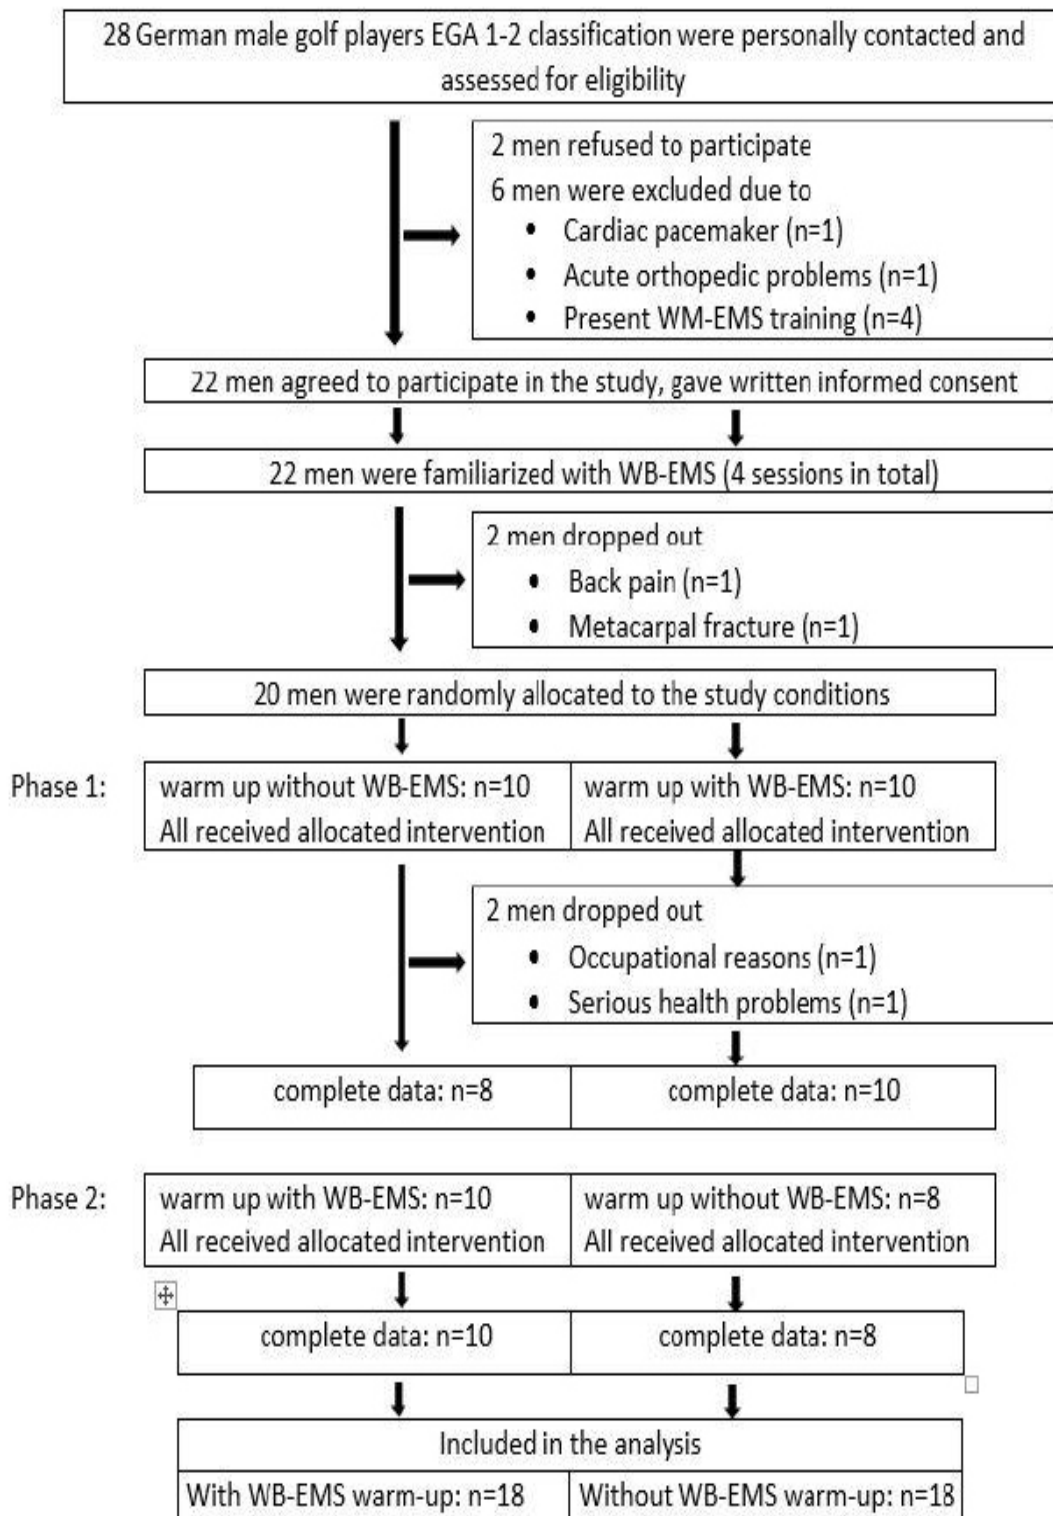 28 German male golf players EGA 1-2 classification were personally contacted and
assessed for eligibility
2 men refused to participate
6 men were excluded due to
• Cardiac pacemaker (n=1)
• Acute orthopedic problems (n=1)
• Present WM-EMS training (n=4)
22 men agreed to participate in the study, gave written informed consent
22 men were familiarized with WB-EMS (4 sessions in total)
2 men dropped out
• Back pain (n=1)
• Metacarpal fracture (n=1)
20 men were randomly allocated to the study conditions
Phase 1:
warm up without WB-EMS: n=10
All received allocated intervention
warm up with WB-EMS: n=10
All received allocated intervention
2 men dropped out
• Occupational reasons (n=1)
• Serious health problems (n=1)
complete data: n=8
complete data: n=10
Phase 2:
warm up with WB-EMS: n=10
All received allocated intervention
warm up without WB-EMS: n=8
All received allocated intervention
complete data: n=10
complete data: n=8
Included in the analysis
With WB-EMS warm-up: n=18
Without WB-EMS warm-up: n=18